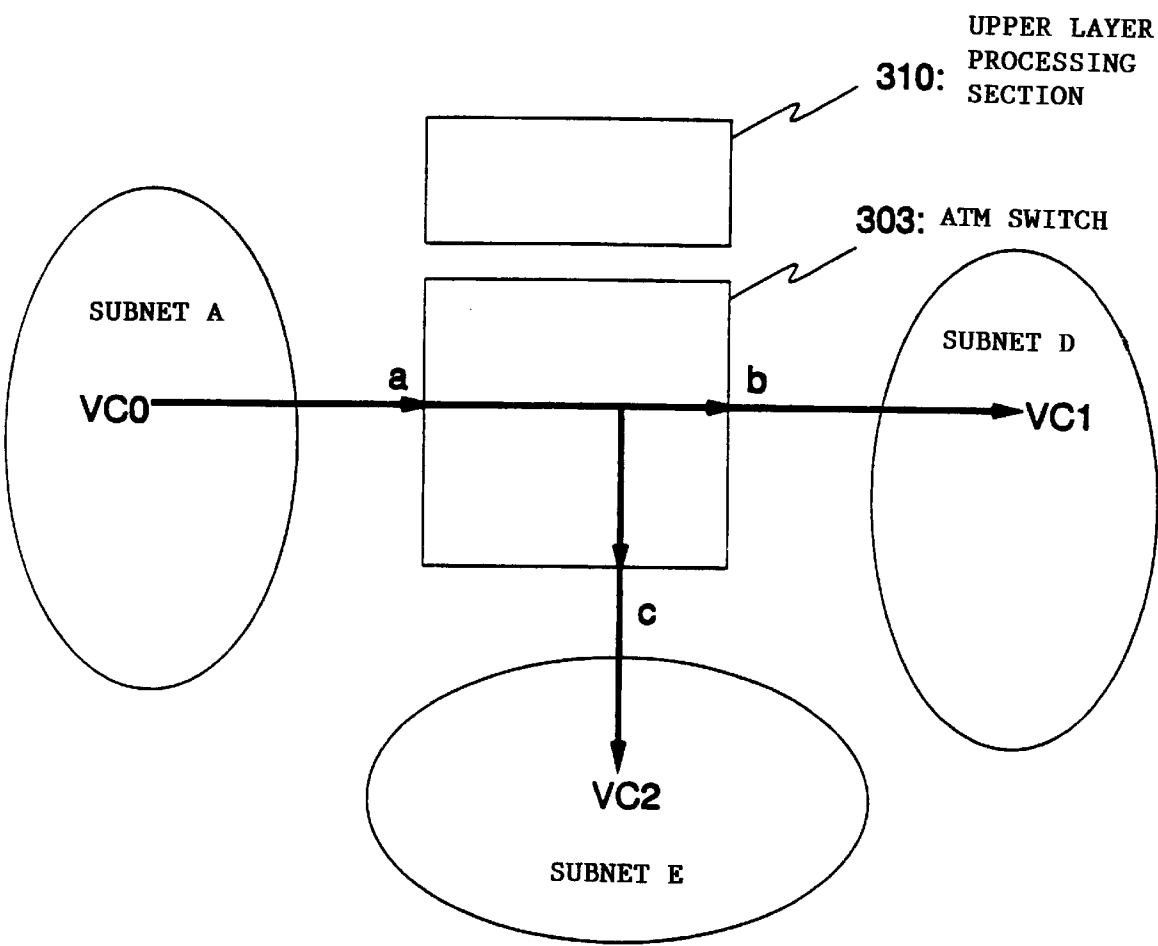 UPPER LAYER
310: PROCESSING
SECTION
303: ATM SWITCH
SUBNET A
SUBNET D
a
b
VC0
VC1
c
VC2
SUBNET E